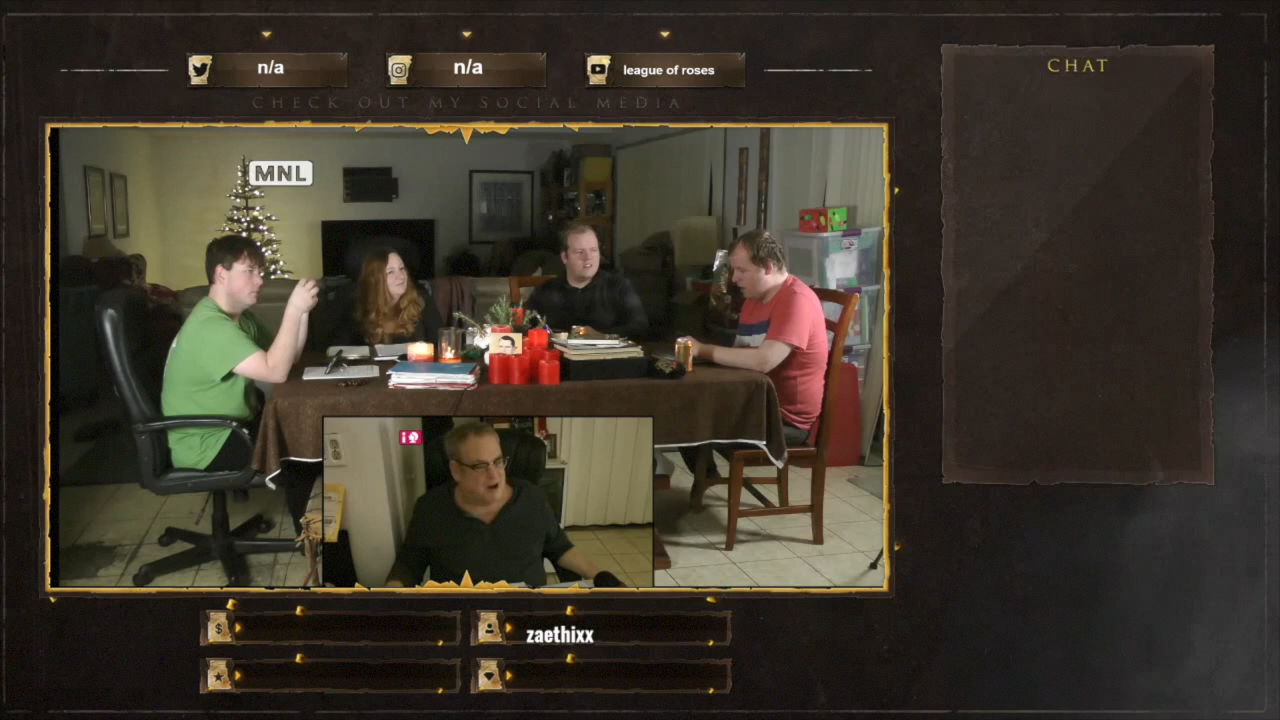 n/a
n/a
league of roses
CHAT
CHECK OUT MY SOCIAL MEDIA
MNL
zaethixx